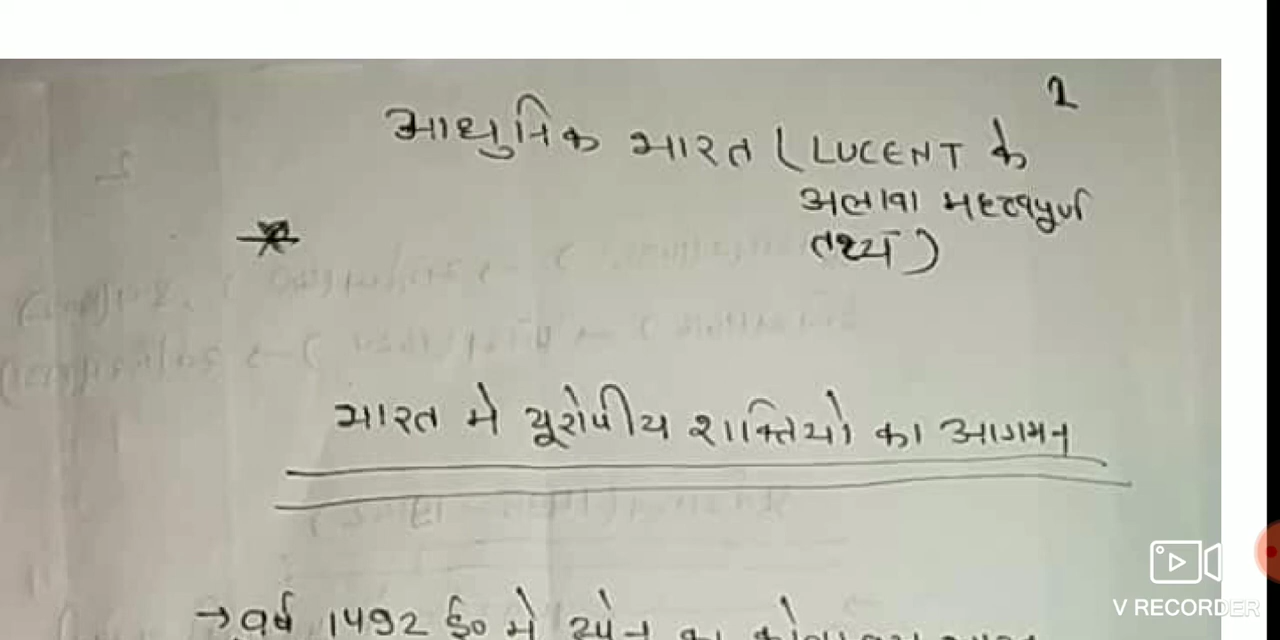 1
आधुनिक भारत ( LUCENT के
अलावा महत्वपुर्ण
तथ्य )
भारत मे यूरोपीय शक्तियो का आगमन
→ वर्ष 1492 ई० मे स्पेन का
V RECORDER